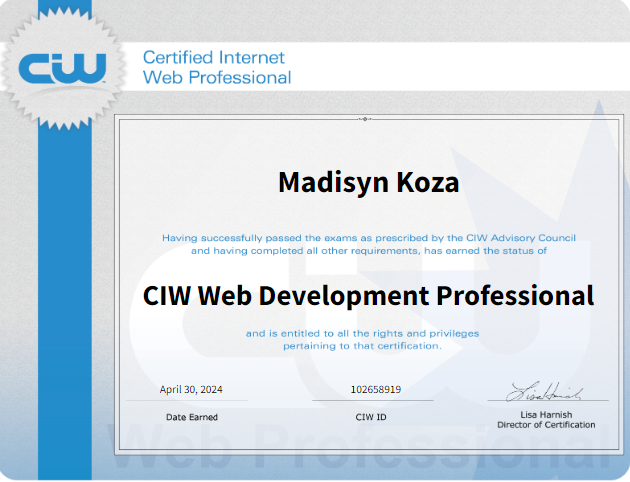 CIW
Certified Internet
Web Professional
Madisyn Koza
Having successfully passed the exams as prescribed by the CIW Advisory Council
and having completed all other requirements, has earned the status of
CIW Web Development Professional
and is entitled to all the rights and privileges
pertaining to that certification.
April 30, 2024
102658919
Lisa Harnish
Date Earned
CIW ID
Lisa Harnish
Director of Certification
Web Professional